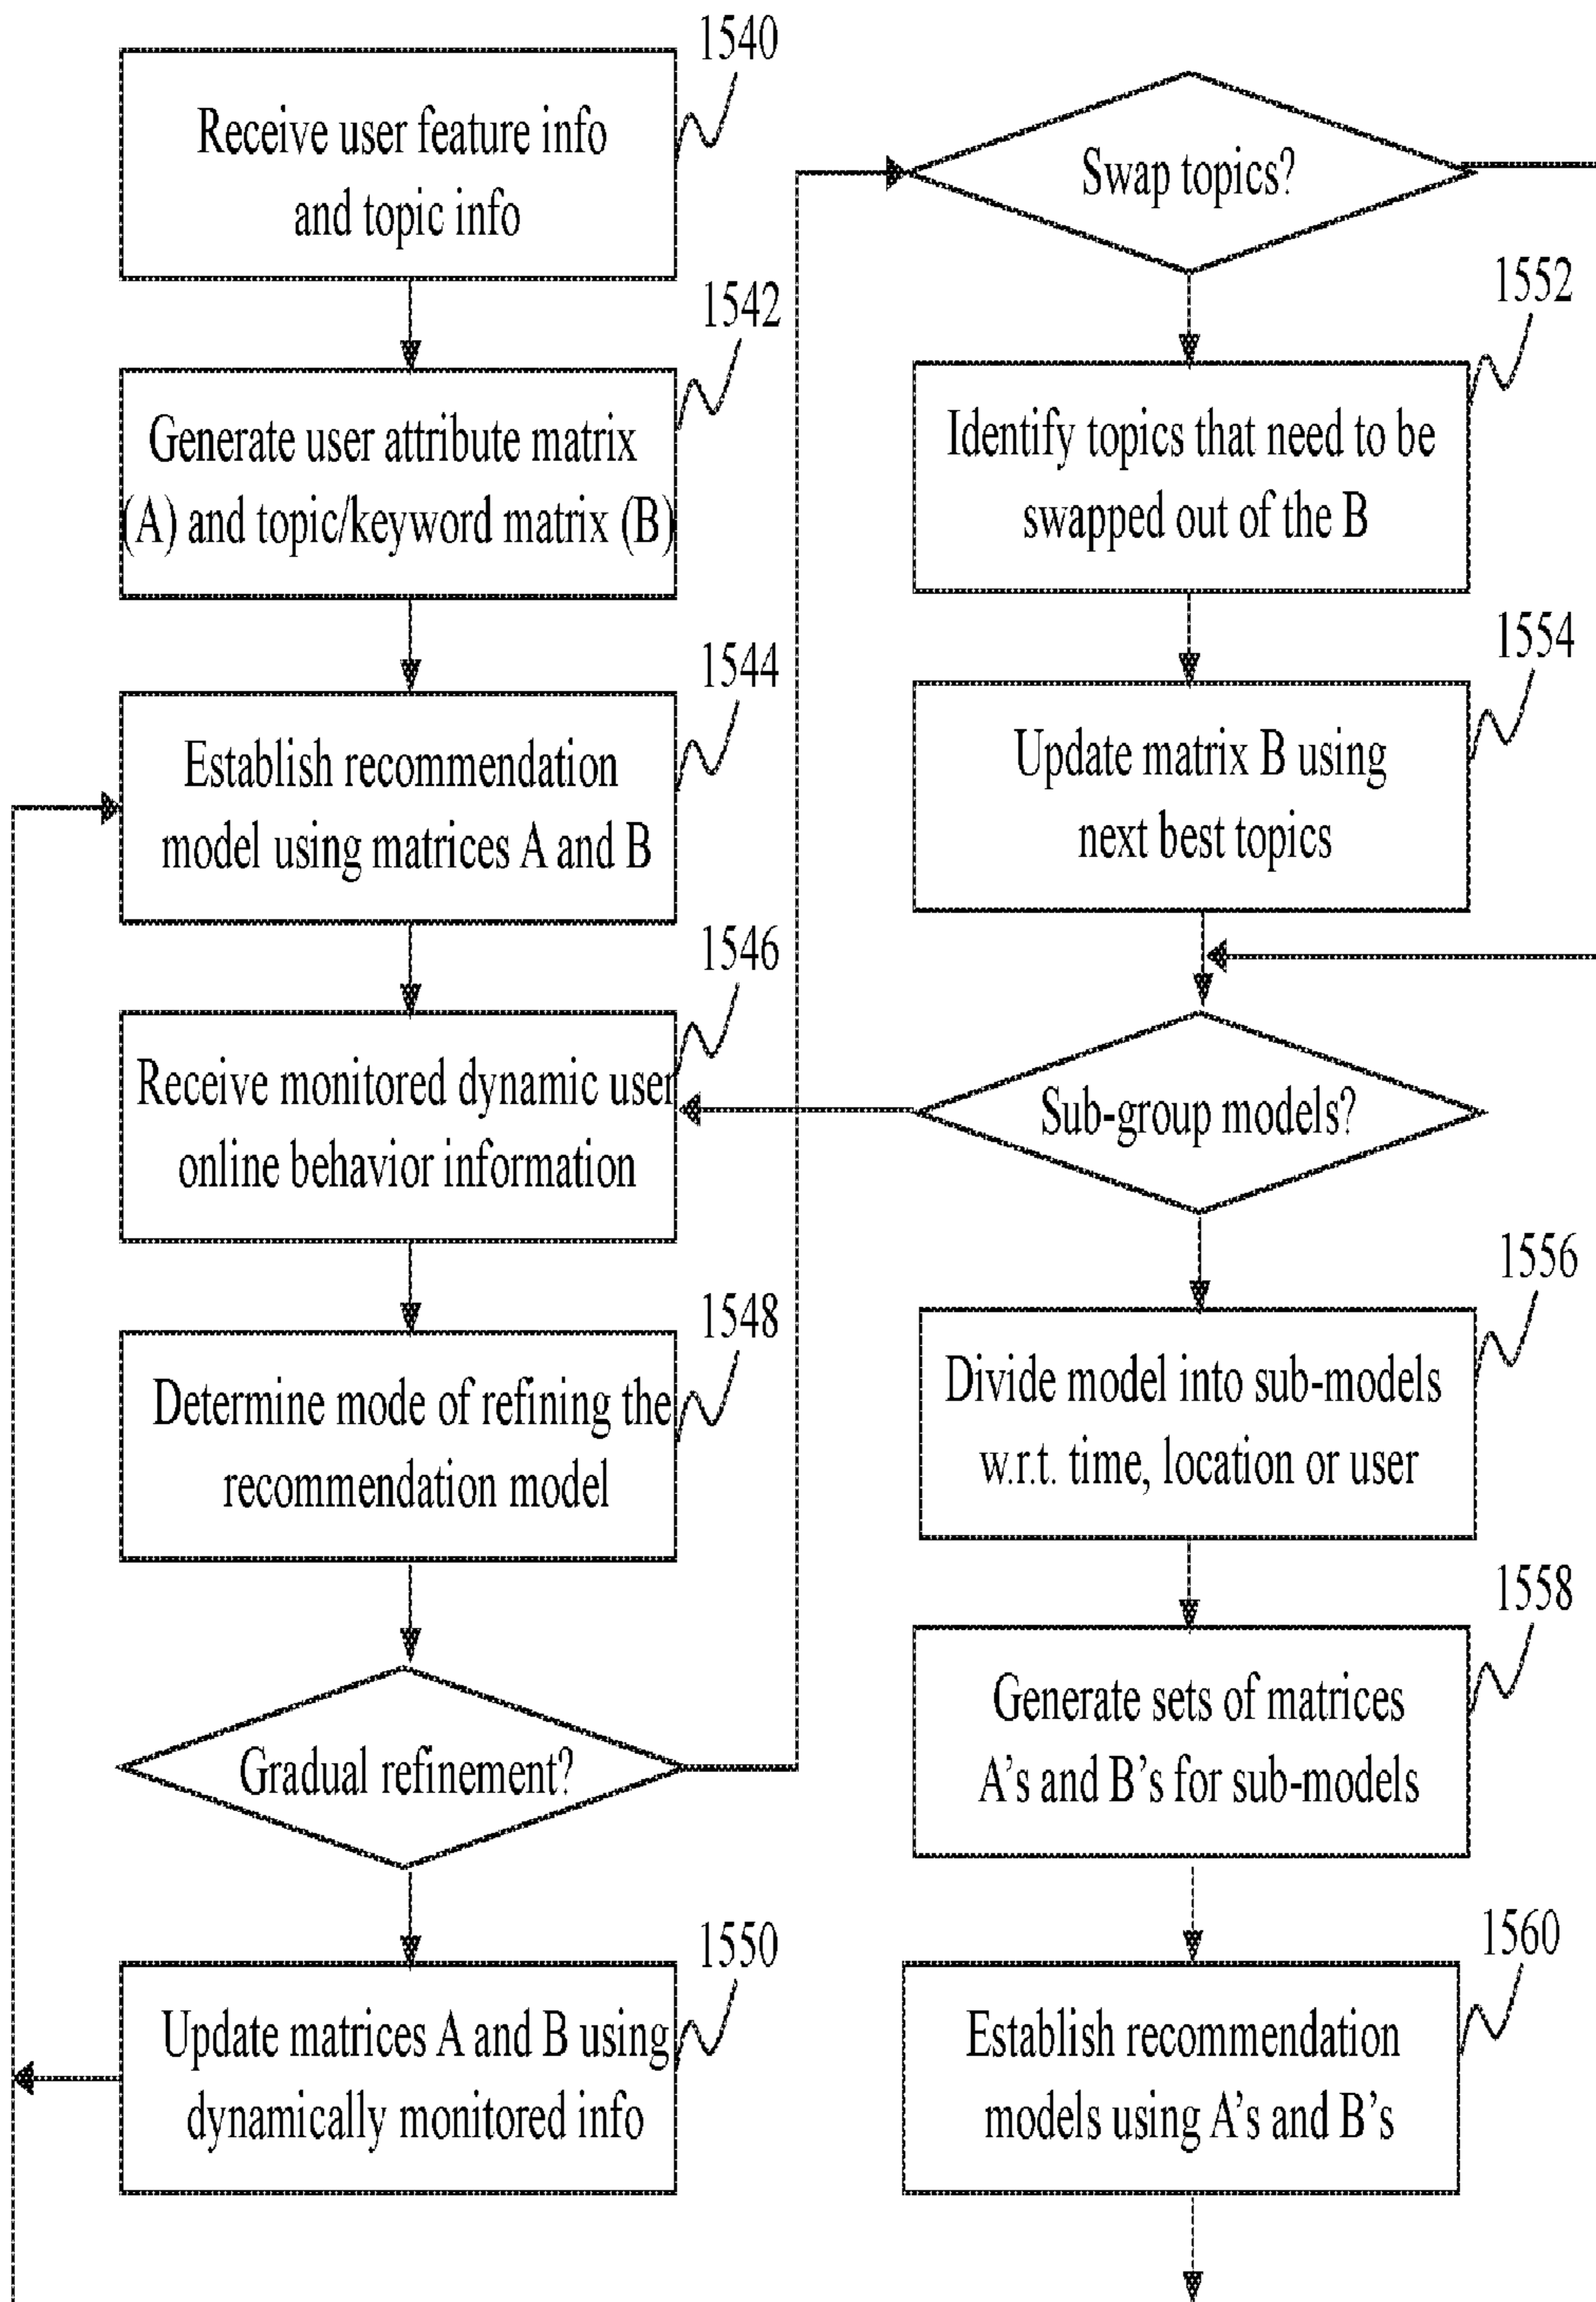 1540
Receive user feature info
and topic info
1542
Generate user attribute matrix
(A) and topic/keyword matrix (B)
1544
Establish recommendation
model using matrices A and B
1546
Receive monitored dynamic user
online behavior information
1548
Determine mode of refining the
recommendation model
Gradual refinement?
1550
Update matrices A and B using
dynamically monitored info
Swap topics?
1552
Identify topics that need to be
swapped out of the B
1554
Update matrix B using
next best topics
Sub-group models?
1556
Divide model into sub-models
w.r.t. time, location or user
1558
Generate sets of matrices
A's and B's for sub-models
1560
Establish recommendation
models using A's and B's